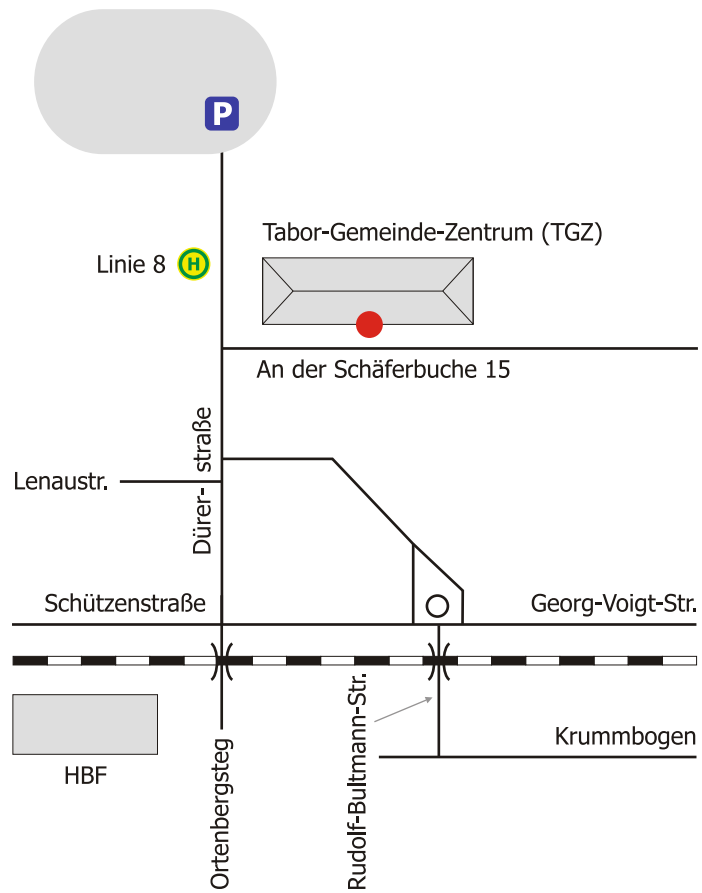 P
Tabor-Gemeinde-Zentrum (TGZ)
Linie 8
H
An der Schäferbuche 15
Dürer- straße
Lenaustr.
Schützenstraße
Georg-Voigt-Str.
Rudolf-Bultmann-Str.
Ortenbergsteg
Krummbogen
HBF